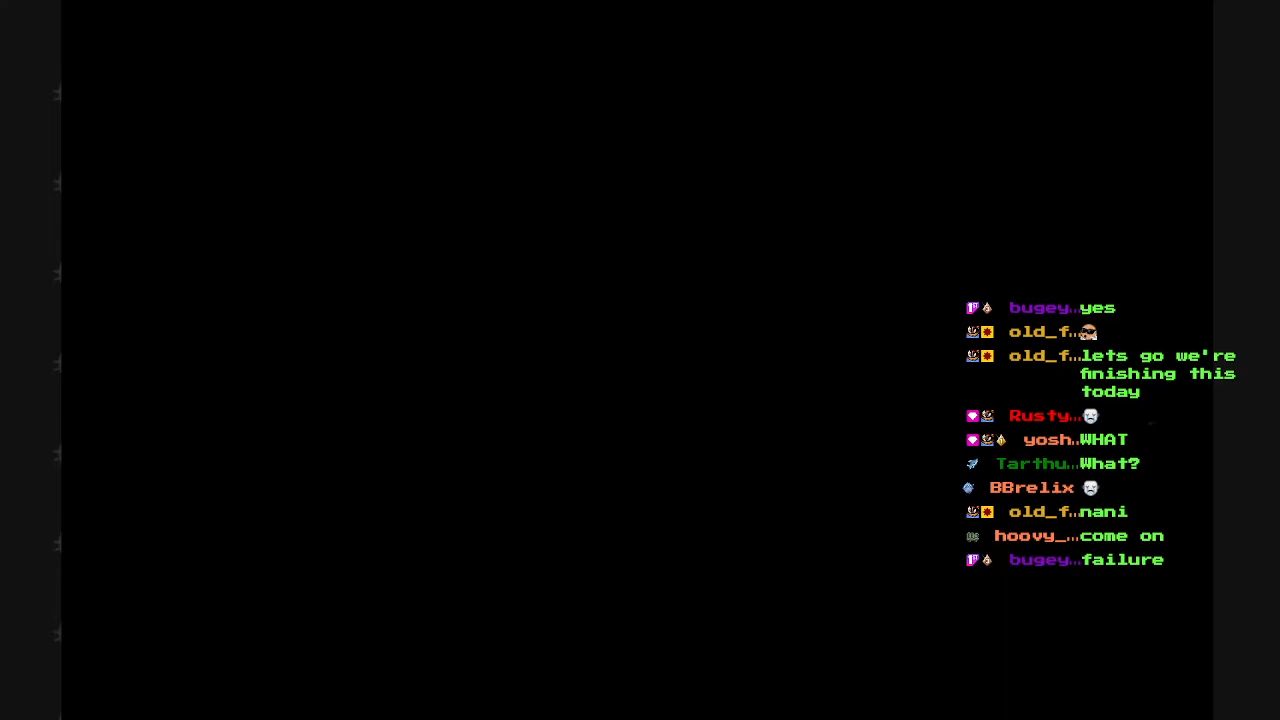 bugey…yes
old_f…
old_f…lets go we're
finishing this
today
Rusty…
yosh…WHAT
Tarthu…What?
BBrelix
old_f…nani
hoovy_…come on
bugey…failure